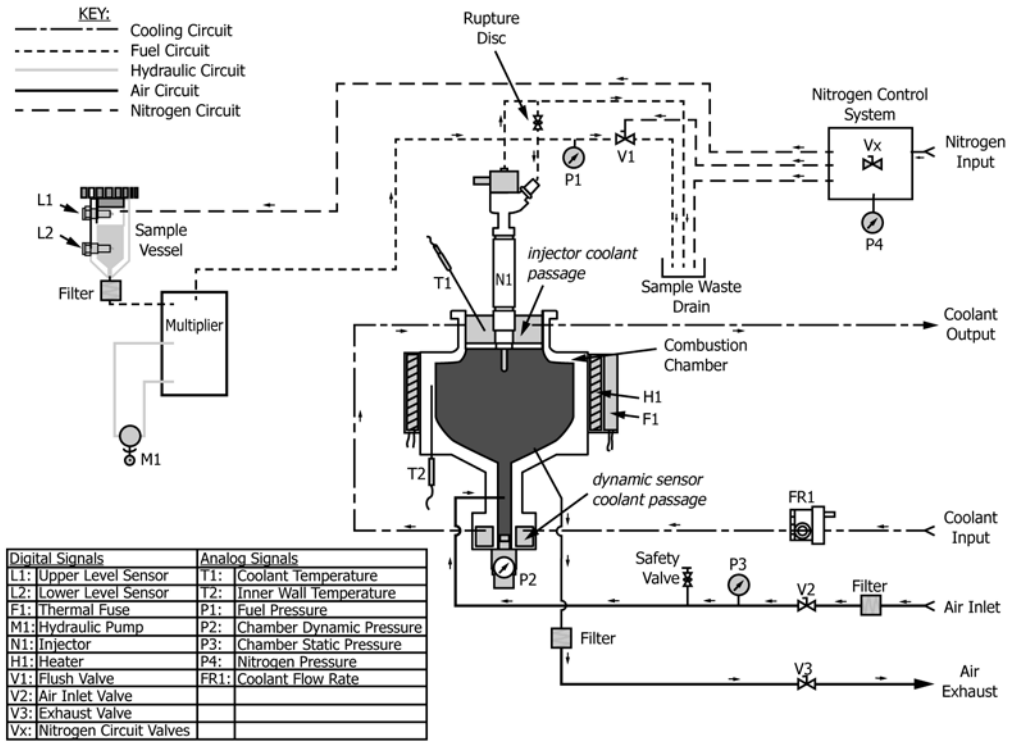 KEY:
Cooling Circuit
Fuel Circuit
Hydraulic Circuit
Air Circuit
Nitrogen Circuit
Rupture
Disc
Nitrogen Control
System
Vx
Nitrogen
Input
P4
V1
P1
L1
L2
Sample
Vessel
Filter
Multiplier
M1
T1
N1
injector coolant
passage
Sample Waste
Drain
Coolant
Output
Combustion
Chamber
H1
F1
T2
dynamic sensor
coolant passage
FR1
Coolant
Input
P2
Safety
Valve
P3
V2
Filter
Air Inlet
Filter
V3
Air
Exhaust
Digital Signals Analog Signals
L1: Upper Level Sensor T1: Coolant Temperature
L2: Lower Level Sensor T2: Inner Wall Temperature
F1: Thermal Fuse P1: Fuel Pressure
M1: Hydraulic Pump P2: Chamber Dynamic Pressure
N1: Injector P3: Chamber Static Pressure
H1: Heater P4: Nitrogen Pressure
V1: Flush Valve FR1: Coolant Flow Rate
V2: Air Inlet Valve
V3: Exhaust Valve
Vx: Nitrogen Circuit Valves